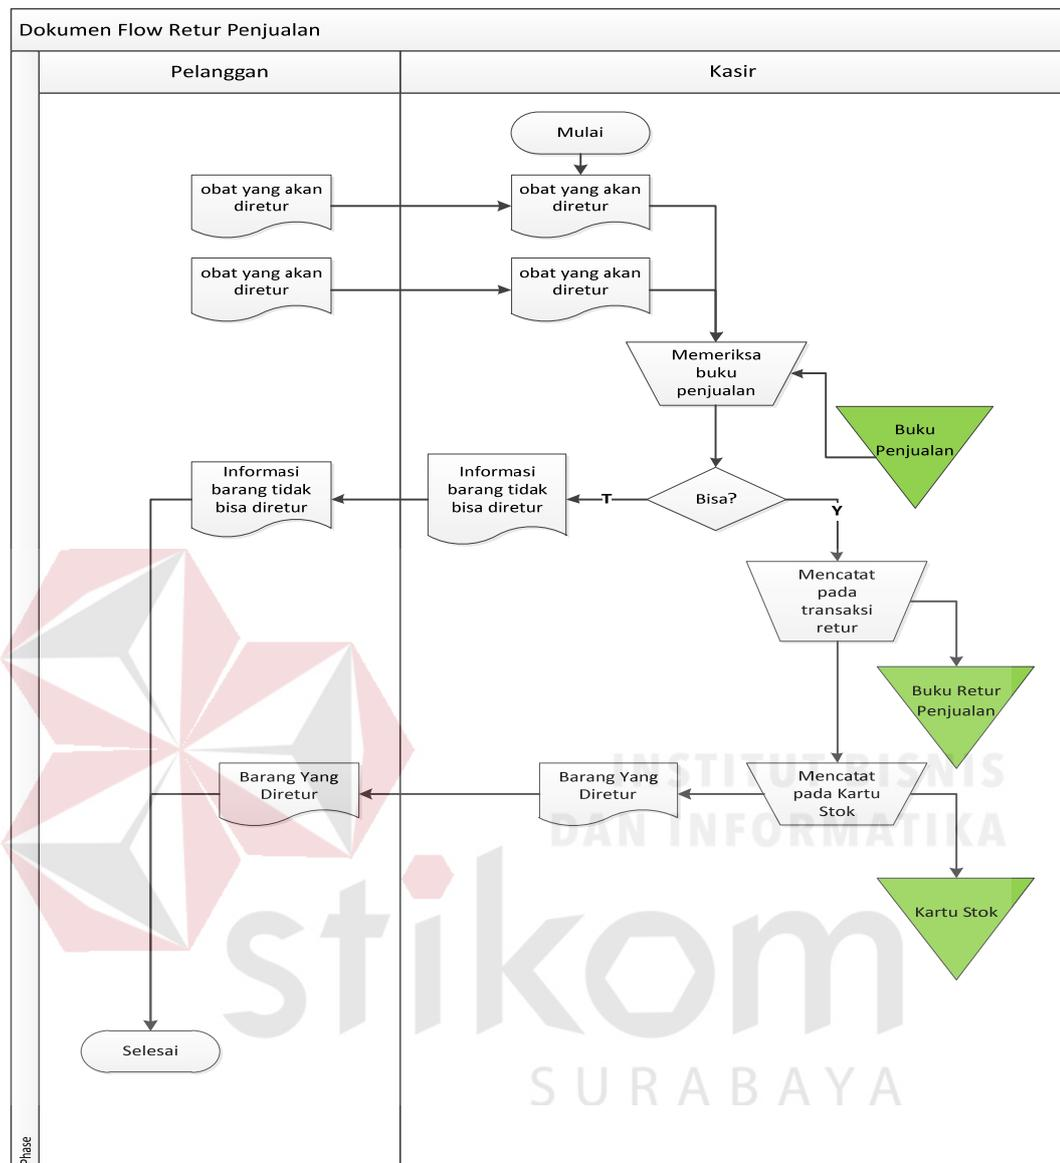 Dokumen Flow Retur Penjualan
Pelanggan
Kasir
Mulai
obat yang akan
diretur
obat yang akan
diretur
obat yang akan
diretur
obat yang akan
diretur
Memeriksa
buku
penjualan
Buku
Penjualan
Informasi
barang tidak
bisa diretur
Informasi
barang tidak
bisa diretur
T
Bisa?
Y
Mencatat
pada
transaksi
retur
Buku Retur
Penjualan
Barang Yang
Diretur
Barang Yang
Diretur
Mencatat
pada Kartu
Stok
Kartu Stok
Selesai
Phase
INSTITUT BISNIS
DAN INFORMATIKA
stikom
SURABAYA